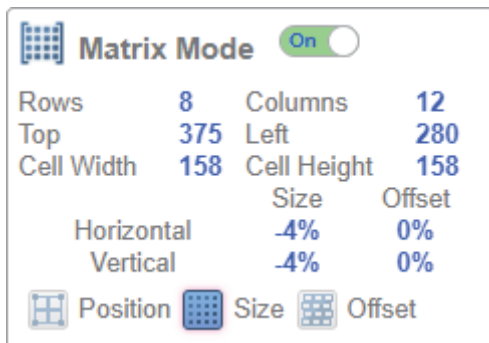 Matrix Mode On
Rows 8 Columns 12
Top 375 Left 280
Cell Width 158 Cell Height 158
Size Offset
Horizontal -4% 0%
Vertical -4% 0%
Position Size Offset